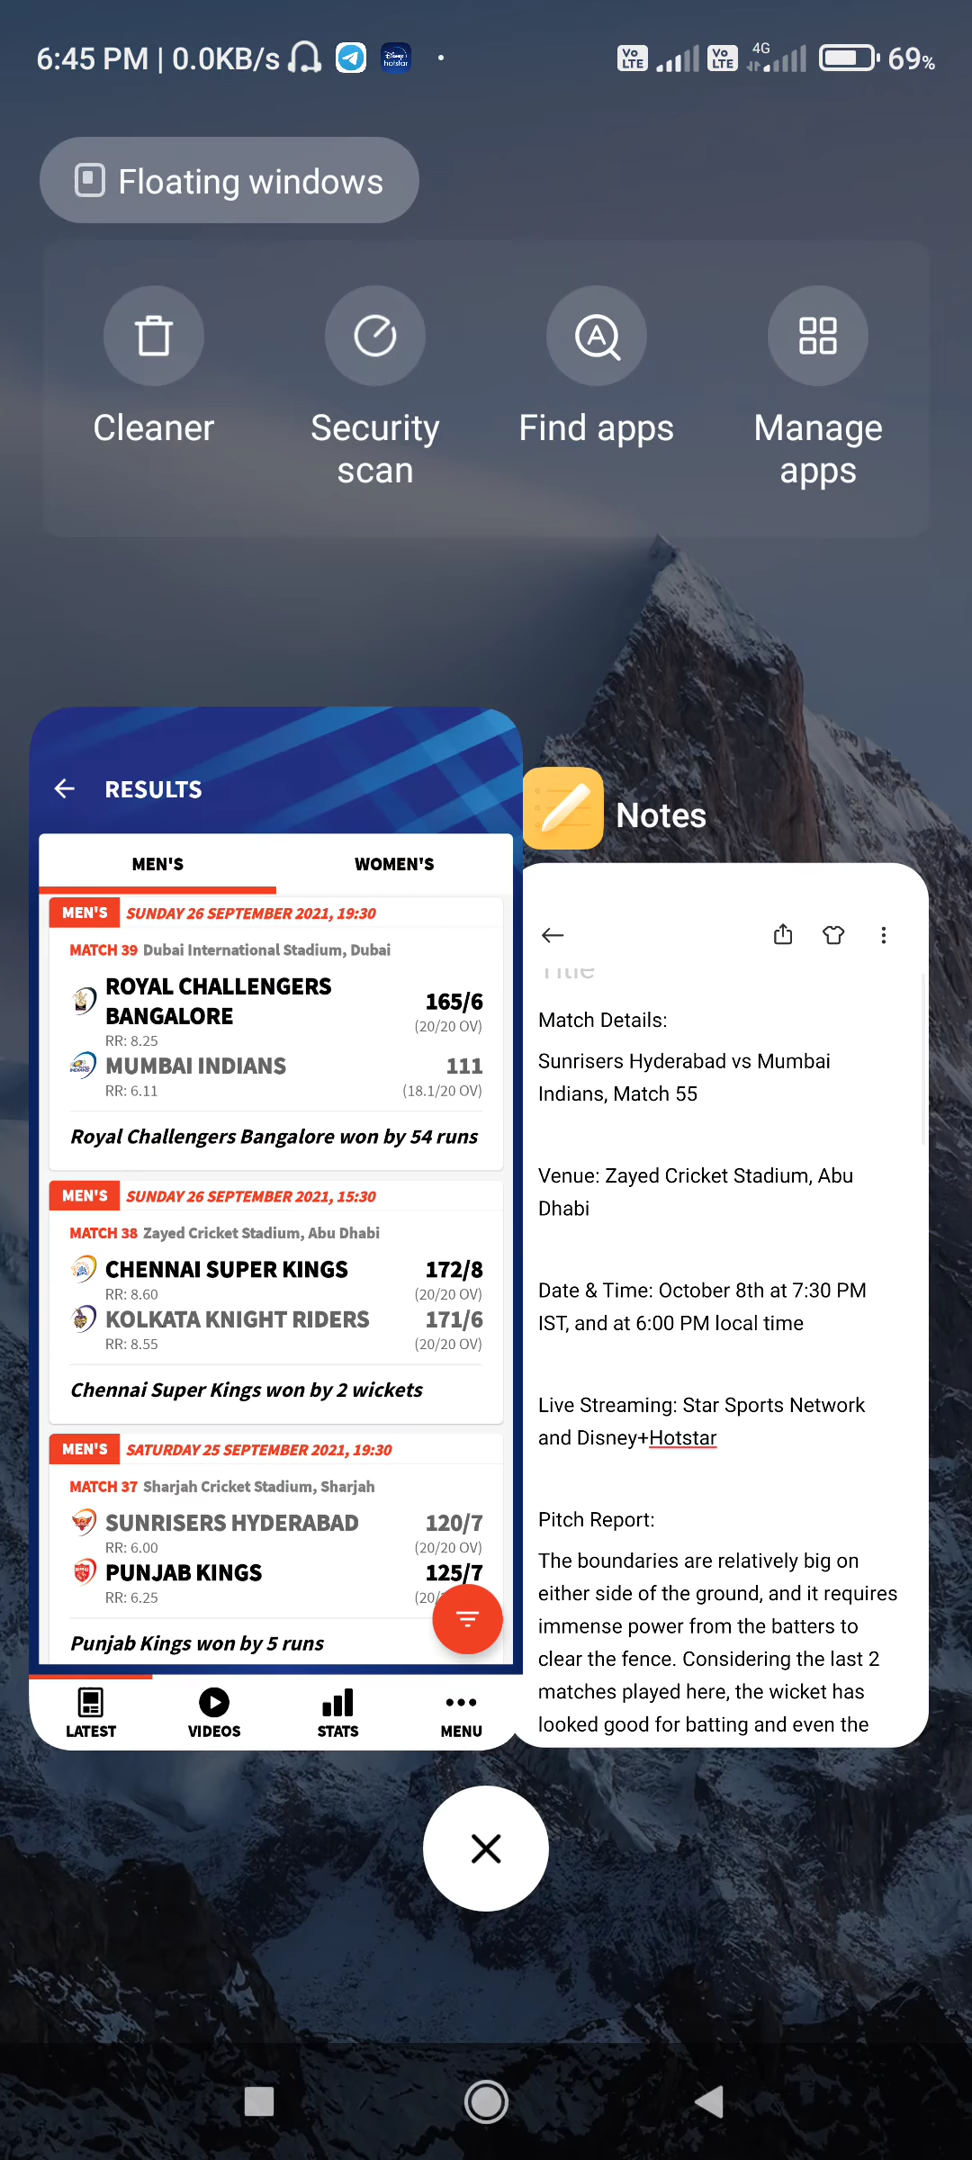 6:45 PM | 0.0KB/s
Vo LTE
Vo LTE
4G
69%
Floating windows
Cleaner
Security scan
Find apps
Manage apps
RESULTS
MEN'S
WOMEN'S
MEN'S SUNDAY 26 SEPTEMBER 2021, 19:30
MATCH 39 Dubai International Stadium, Dubai
ROYAL CHALLENGERS
BANGALORE
165/6
(20/20 OV)
RR: 8.25
MUMBAI INDIANS
111
RR: 6.11
(18.1/20 OV)
Royal Challengers Bangalore won by 54 runs
MEN'S SUNDAY 26 SEPTEMBER 2021, 15:30
MATCH 38 Zayed Cricket Stadium, Abu Dhabi
CHENNAI SUPER KINGS
172/8
RR: 8.60
(20/20 OV)
KOLKATA KNIGHT RIDERS
171/6
RR: 8.55
(20/20 OV)
Chennai Super Kings won by 2 wickets
MEN'S SATURDAY 25 SEPTEMBER 2021, 19:30
MATCH 37 Sharjah Cricket Stadium, Sharjah
SUNRISERS HYDERABAD
120/7
RR: 6.00
(20/20 OV)
PUNJAB KINGS
125/7
RR: 6.25
(20/
Punjab Kings won by 5 runs
LATEST
VIDEOS
STATS
MENU
Notes
Title
Match Details:
Sunrisers Hyderabad vs Mumbai
Indians, Match 55
Venue: Zayed Cricket Stadium, Abu
Dhabi
Date & Time: October 8th at 7:30 PM
IST, and at 6:00 PM local time
Live Streaming: Star Sports Network
and Disney+Hotstar
Pitch Report:
The boundaries are relatively big on
either side of the ground, and it requires
immense power from the batters to
clear the fence. Considering the last 2
matches played here, the wicket has
looked good for batting and even the